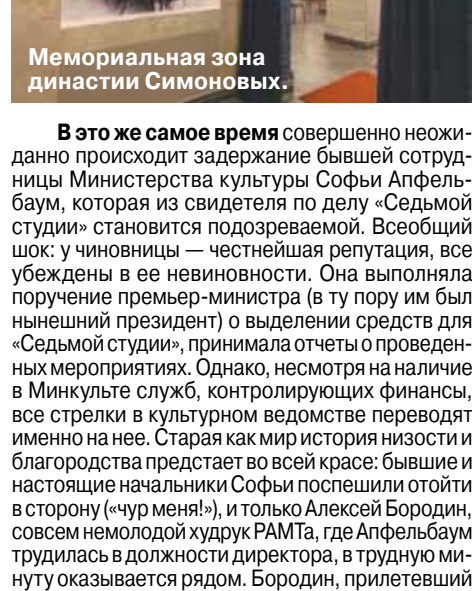 Мемориальная зона
династии Симоновых.
В это же самое время совершенно неожи-
данно происходит задержание бывшей сотруд-
ницы Министерства культуры Софьи Апфель-
баум, которая из свидетеля по делу «Седьмой
студии» становится подозреваемой. Всеобщий
шок: у чиновницы — честнейшая репутация, все
убеждены в ее невиновности. Она выполняла
поручение премьер-министра (в ту пору им был
нынешний президент) о выделении средств для
«Седьмой студии», принимала отчеты о проведен-
ных мероприятиях. Однако, несмотря на наличие
в Минкульте служб, контролирующих финансы,
все стрелки в культурном ведомстве переводят
именно на нее. Старая как мир история низости и
благородства предстает во всей красе: бывшие и
настоящие начальники Софьи поспешили отойти
в сторону («чур меня!»), и только Алексей Бородин,
совсем немолодой худрук РАМТа, где Апфельбаум
трудилась в должности директора, в трудную ми-
нуту оказывается рядом. Бородин, прилетевший